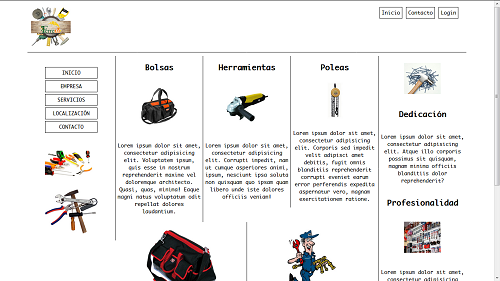 Inicio
Contacto
Login
INICIO
EMPRESA
SERVICIOS
LOCALIZACIÓN
CONTACTO
Bolsas
Lorem ipsum dolor sit amet,
consectetur adipisicing
elit. Voluptatem ipsum,
quis esse in nostrum
reprehenderit maxime vel
doloremque architecto.
Quasi, quos, minima! Eaque
magni natus voluptatum odit
repellat dolores
laudantium.
Herramientas
Lorem ipsum dolor sit amet,
consectetur adipisicing
elit. Corrupti impedit, nam
ut cumque asperiores animi,
ipsum, nesciunt ipsa soluta
non quisquam quo ipsam quam
libero unde iste dolores
officiis veniam!
Poleas
Lorem ipsum dolor sit amet,
consectetur adipisicing
elit. Corporis sed impedit
velit adipisci amet
debitis, fugit omnis
blanditiis reprehenderit
corrupti eveniet earum
error perferendis expedita
aspernatur vero, magnam
exercitationem ratione.
Dedicación
Lorem ipsum dolor sit amet,
consectetur adipisicing
elit. Atque illo corporis
possimus sit quisquam,
magnam minima officiis
blanditiis dolor
reprehenderit?
Profesionalidad
Lorem ipsum dolor sit amet,
consectetur adipisicing